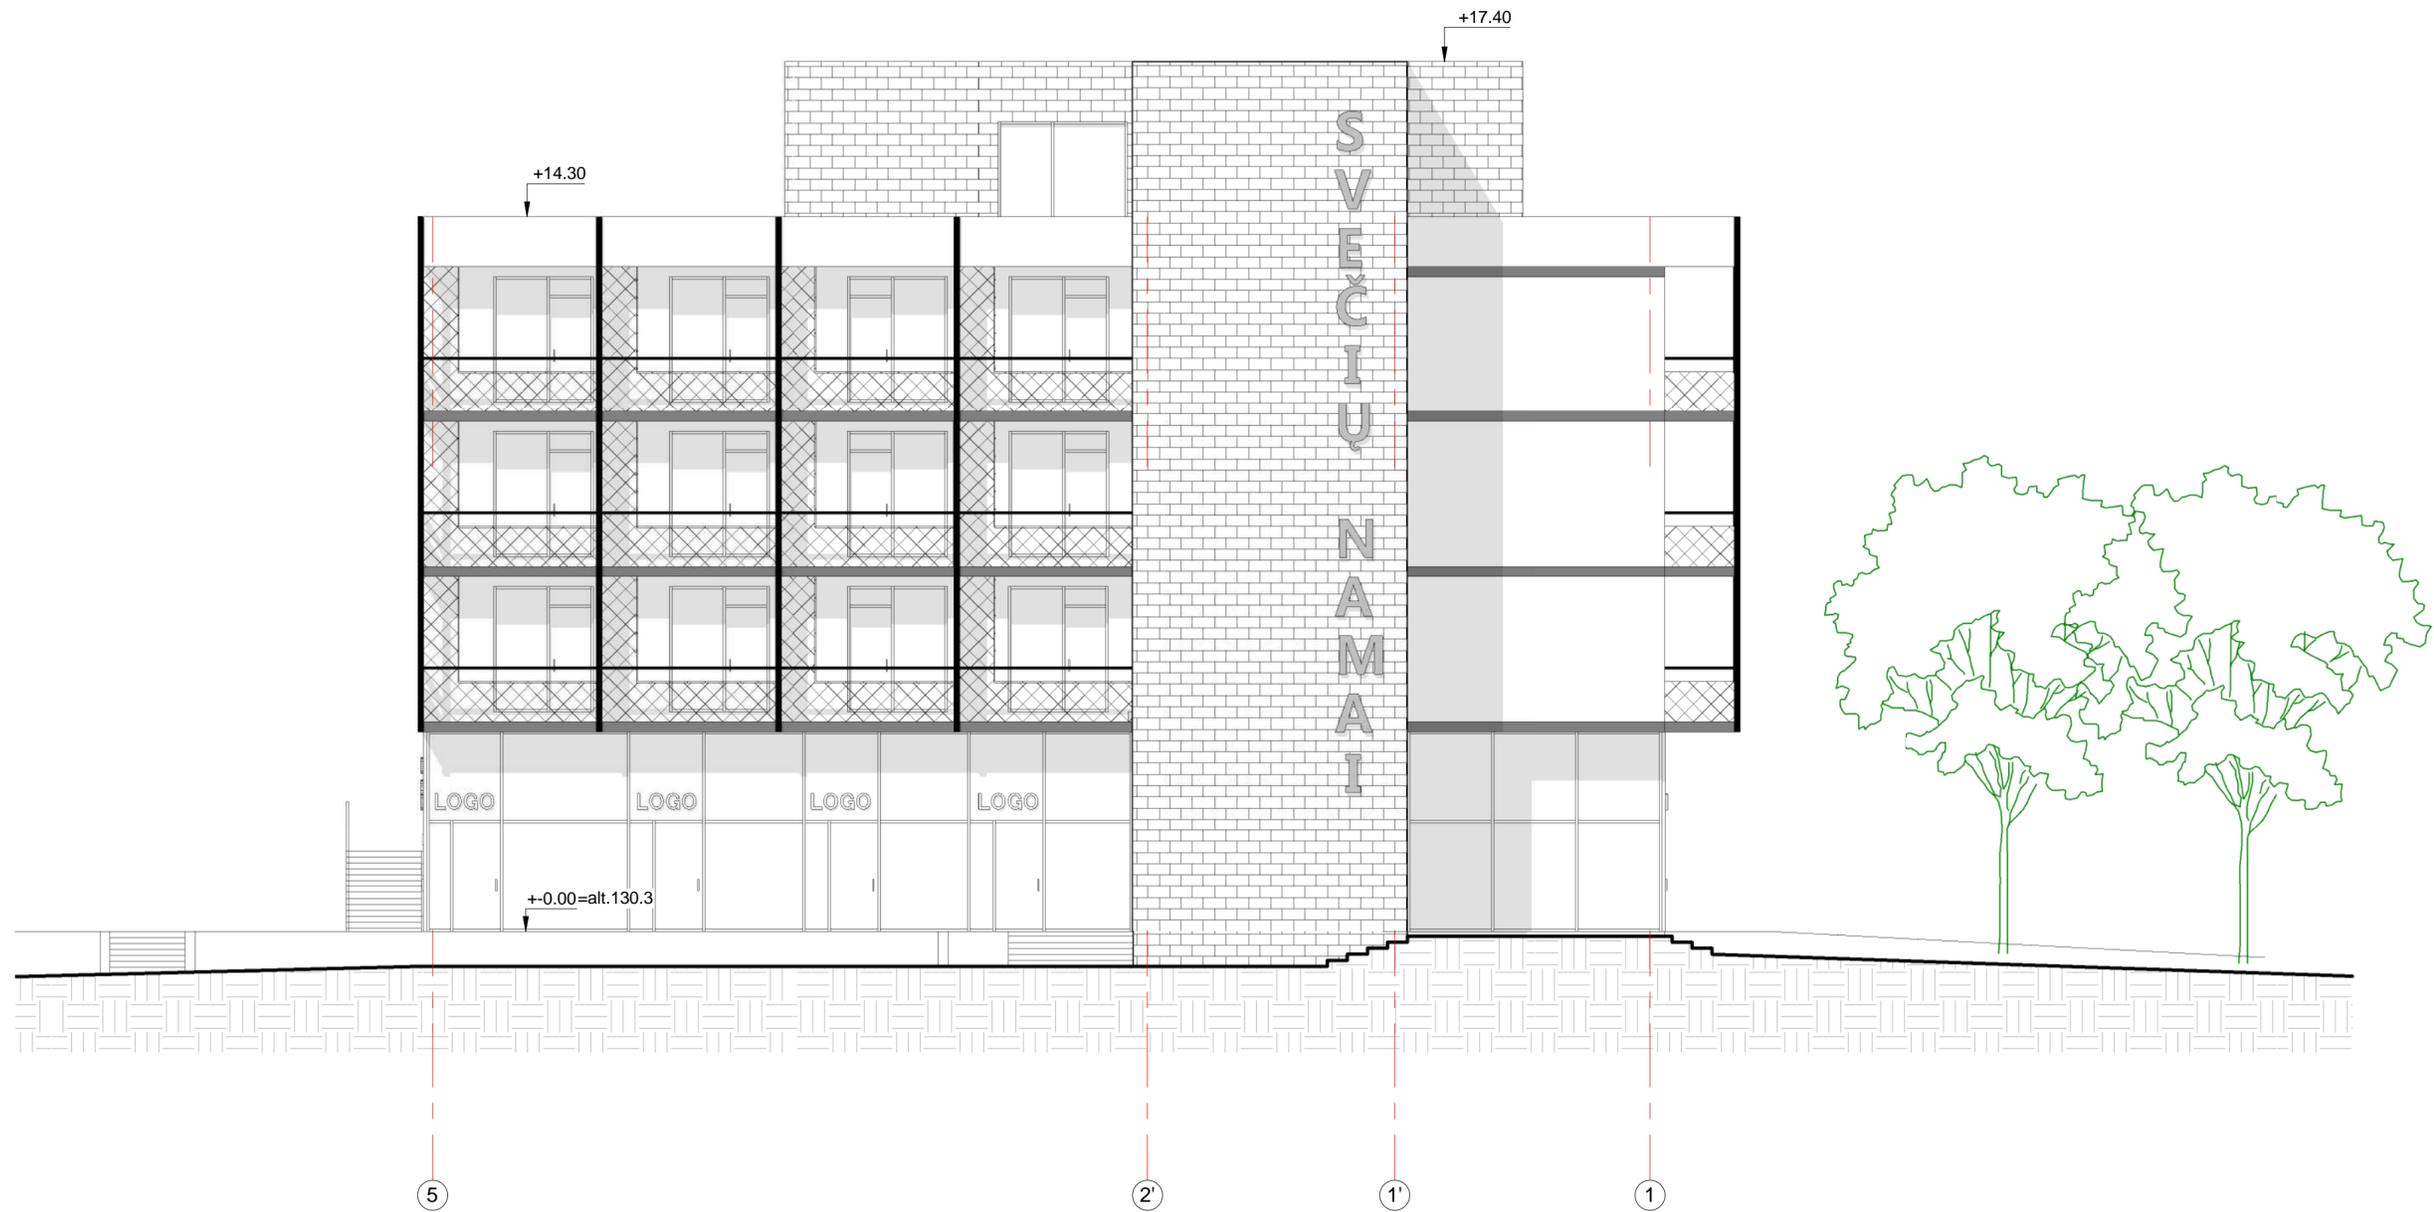 +17.40
+14.30
SVEČIŲ NAMAI
LOGO LOGO LOGO LOGO
+-0.00=alt.130.3
5 2' 1' 1